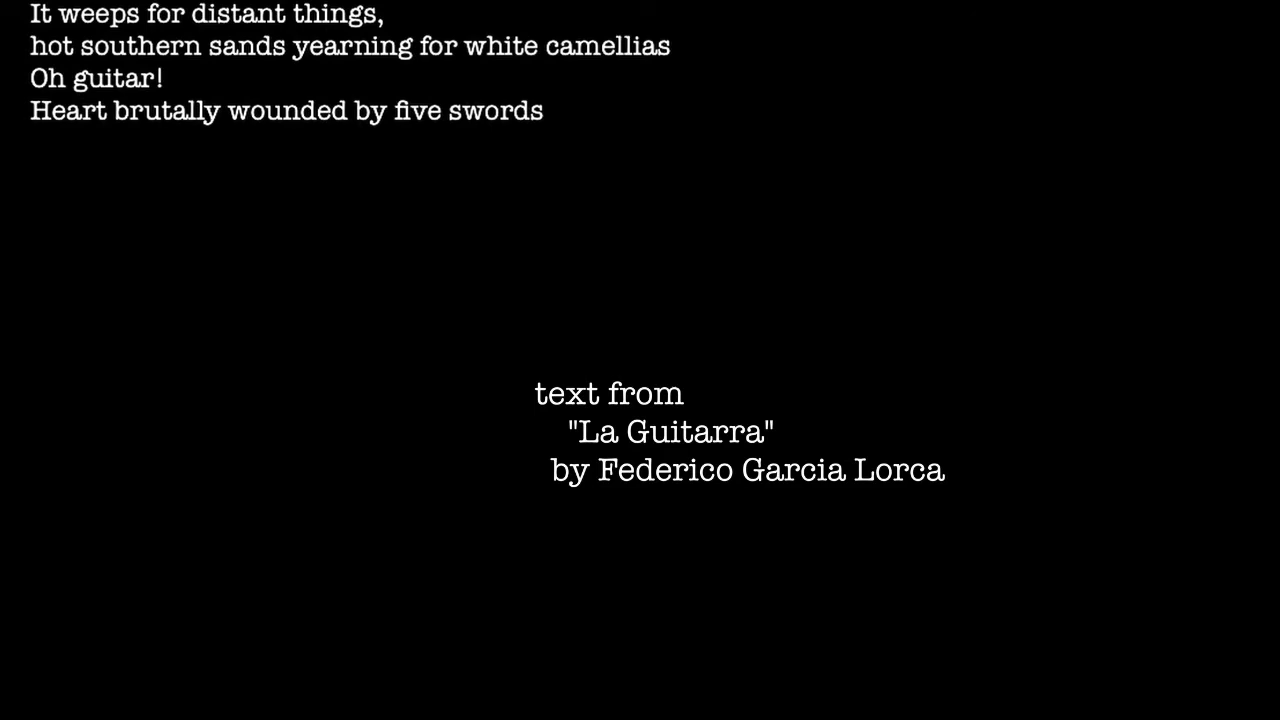 It weeps for distant things,
hot southern sands yearning for white camellias
Oh guitar!
Heart brutally wounded by five swords
text from
"La Guitarra"
by Federico Garcia Lorca